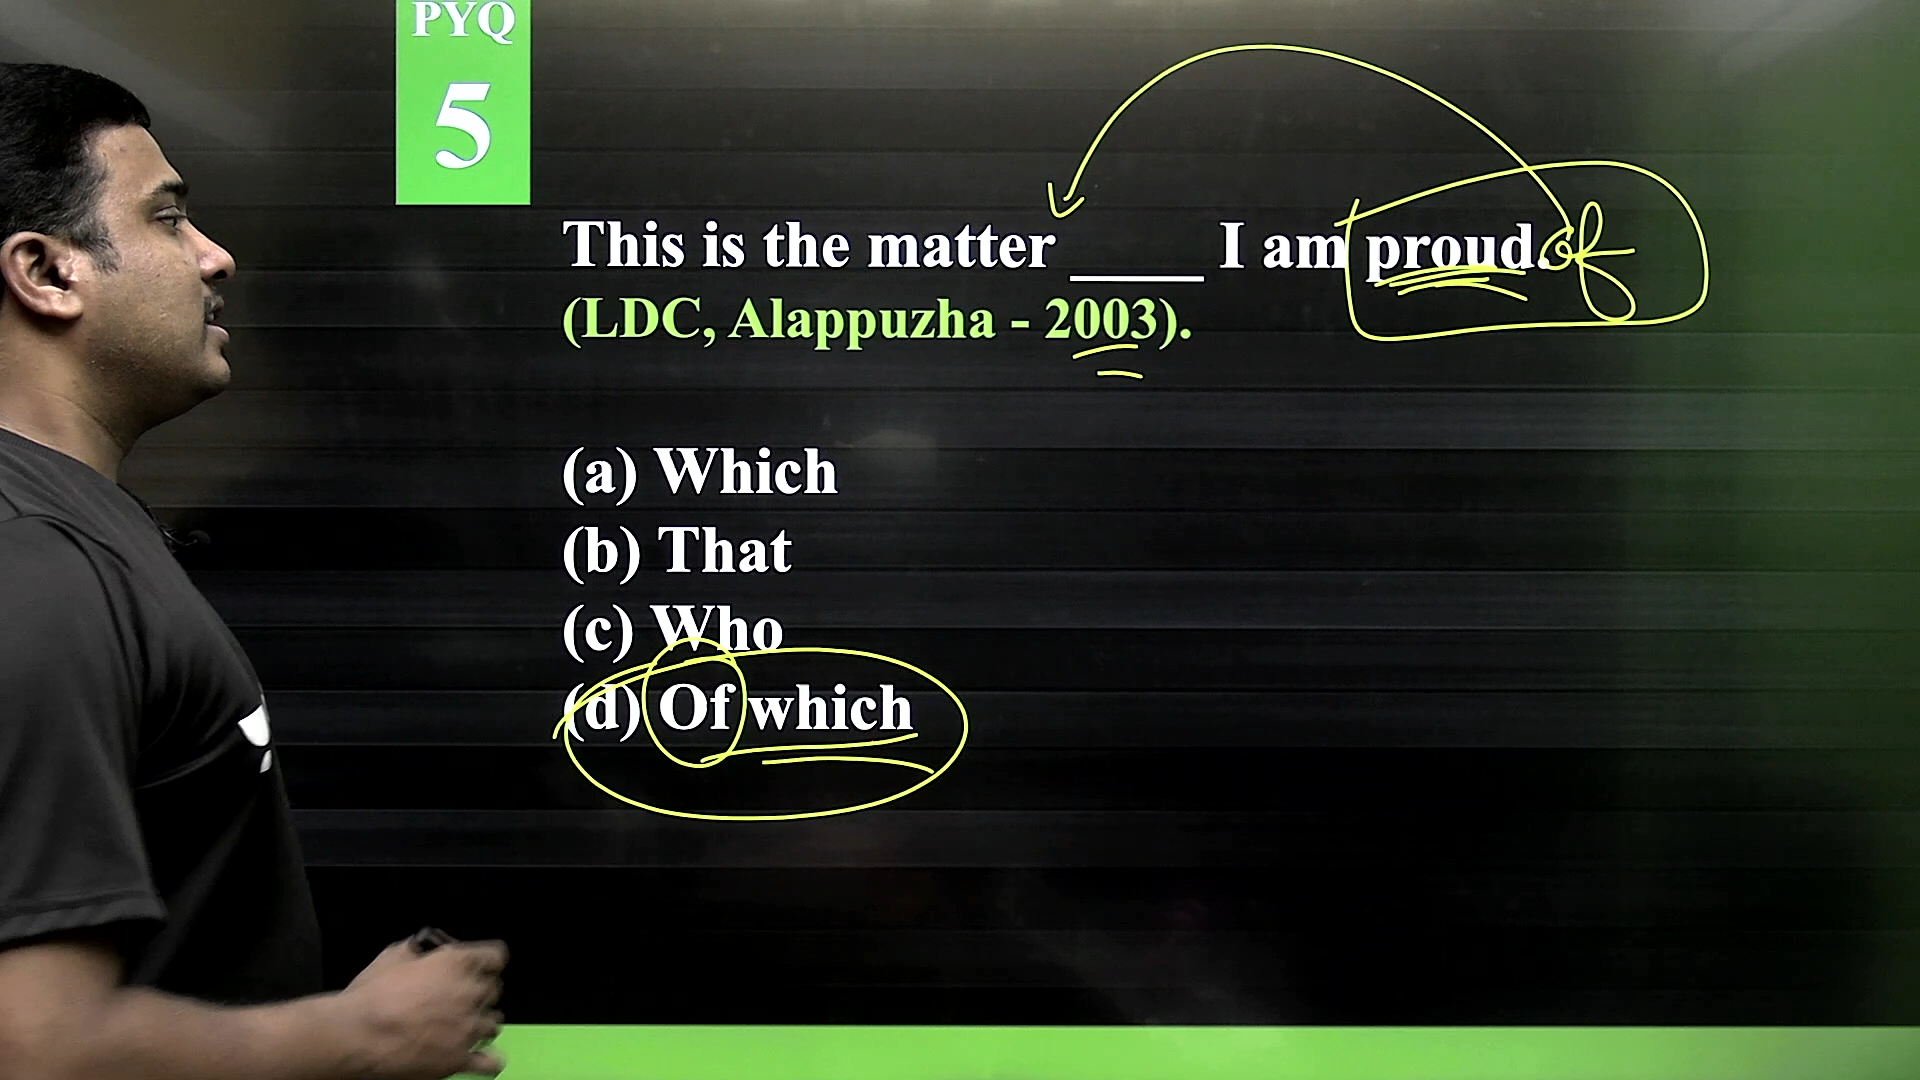 PYQ
5
This is the matter ____ I am proud. of
(LDC, Alappuzha - 2003).
(a) Which
(b) That
(c) Who
(d) Of which